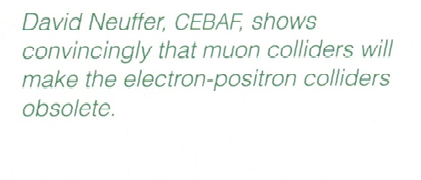 David Neuffer, CEBAF, shows
convincingly that muon colliders will
make the electron-positron colliders
obsolete.